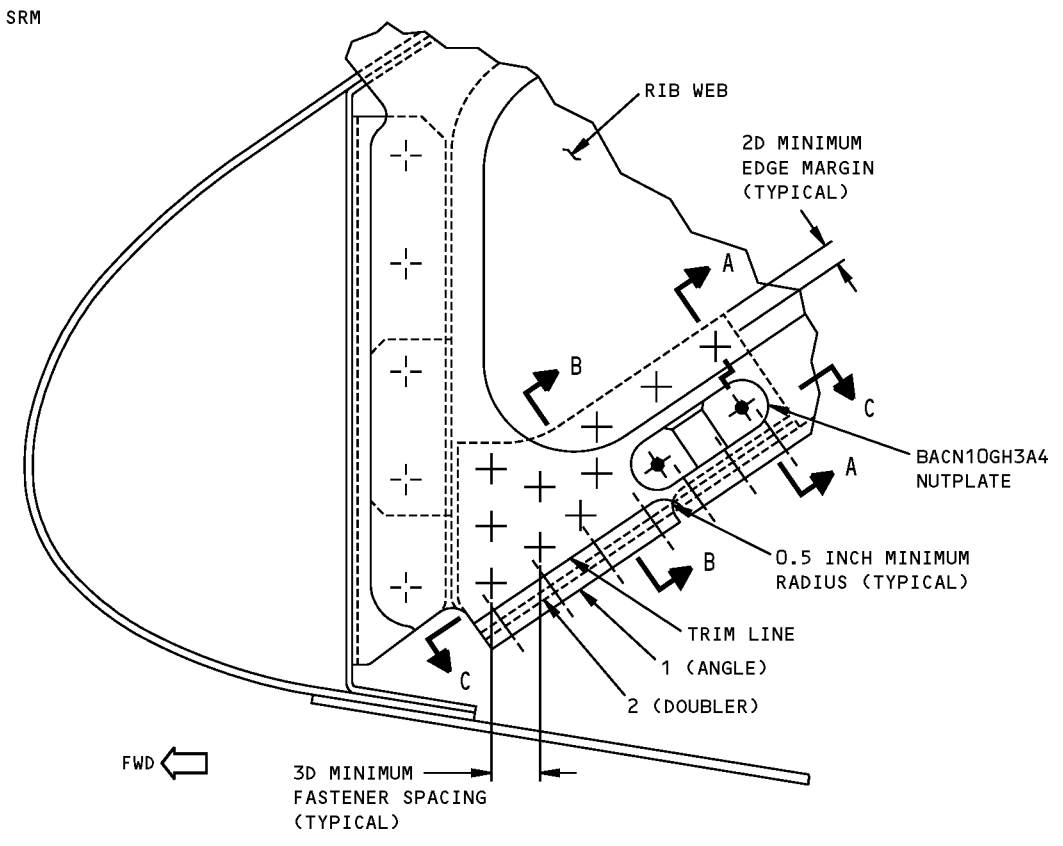 SRM
RIB WEB
2D MINIMUM
EDGE MARGIN
(TYPICAL)
A
B
C
BACN10GH3A4
NUTPLATE
A
0.5 INCH MINIMUM
RADIUS (TYPICAL)
B
TRIM LINE
1 (ANGLE)
C
2 (DOUBLER)
FWD
3D MINIMUM
FASTENER SPACING
(TYPICAL)